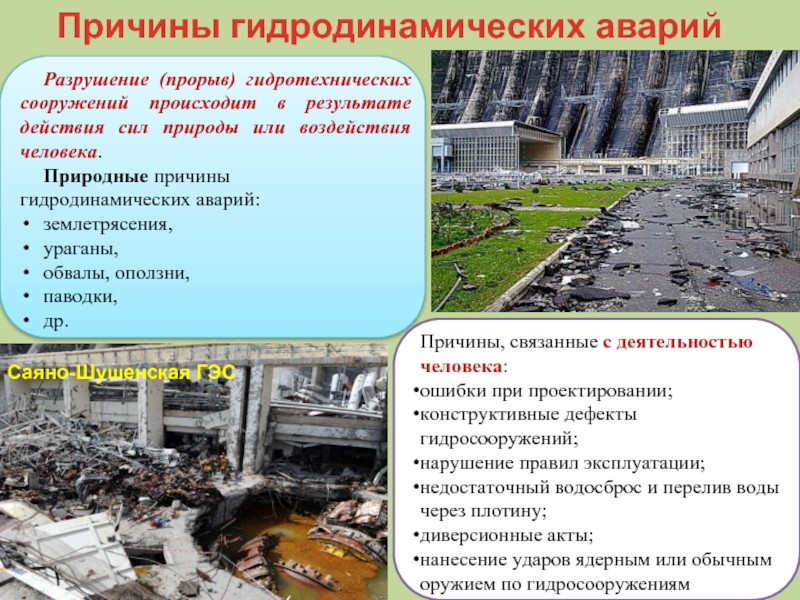 Причины гидродинамических аварий
Разрушение (прорыв) гидротехнических
сооружений происходит в результате
действия сил природы или воздействия
человека.
Природные причины
гидродинамических аварий:
• землетрясения,
• ураганы,
• обвалы, оползни,
• паводки,
• др.
Саяно-Шушенская ГЭС
Причины, связанные с деятельностью
человека:
•ошибки при проектировании;
•конструктивные дефекты
гидросооружений;
•нарушение правил эксплуатации;
•недостаточный водосброс и перелив воды
через плотину;
•диверсионные акты;
•нанесение ударов ядерным или обычным
оружием по гидросооружениям